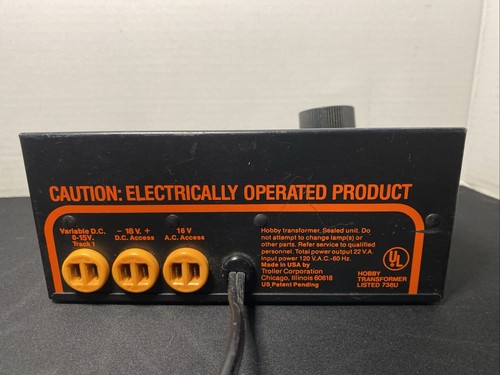 CAUTION: ELECTRICALLY OPERATED PRODUCT
Variable D.C.
0-15V.
Track 1
- 18 V. +
D.C. Access
18 V
A.C. Access
Hobby transformer. Sealed unit. Do
not attempt to change lamp(s) or
other parts. Refer service to qualified
personnel. Total power output 22 V.A.
Input power 120 V.A.C.-60 Hz.
Made in USA by
Troller Corporation
Chicago, Illinois 60618
US Patent Pending
UL
HOBBY
TRANSFORMER
LISTED 738U